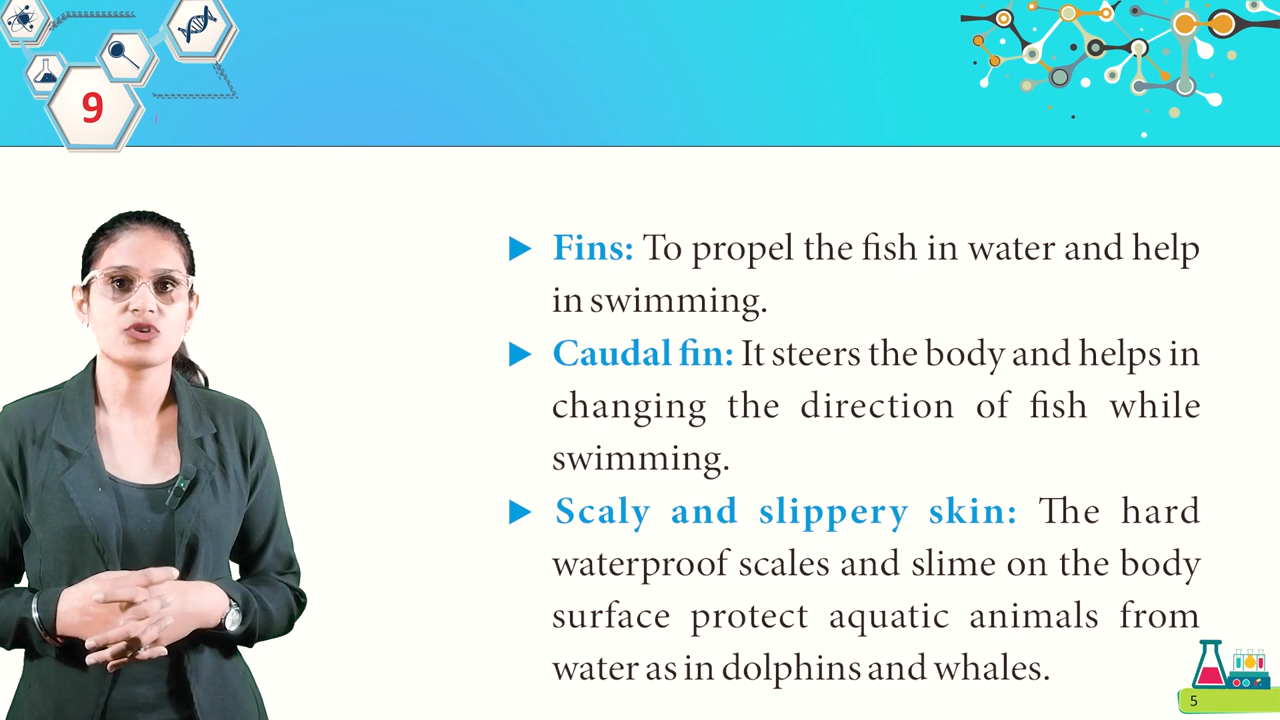 9
▶ Fins: To propel the fish in water and help
in swimming.
▶ Caudal fin: It steers the body and helps in
changing the direction of fish while
swimming.
▶ Scaly and slippery skin: The hard
waterproof scales and slime on the body
surface protect aquatic animals from
water as in dolphins and whales.
5